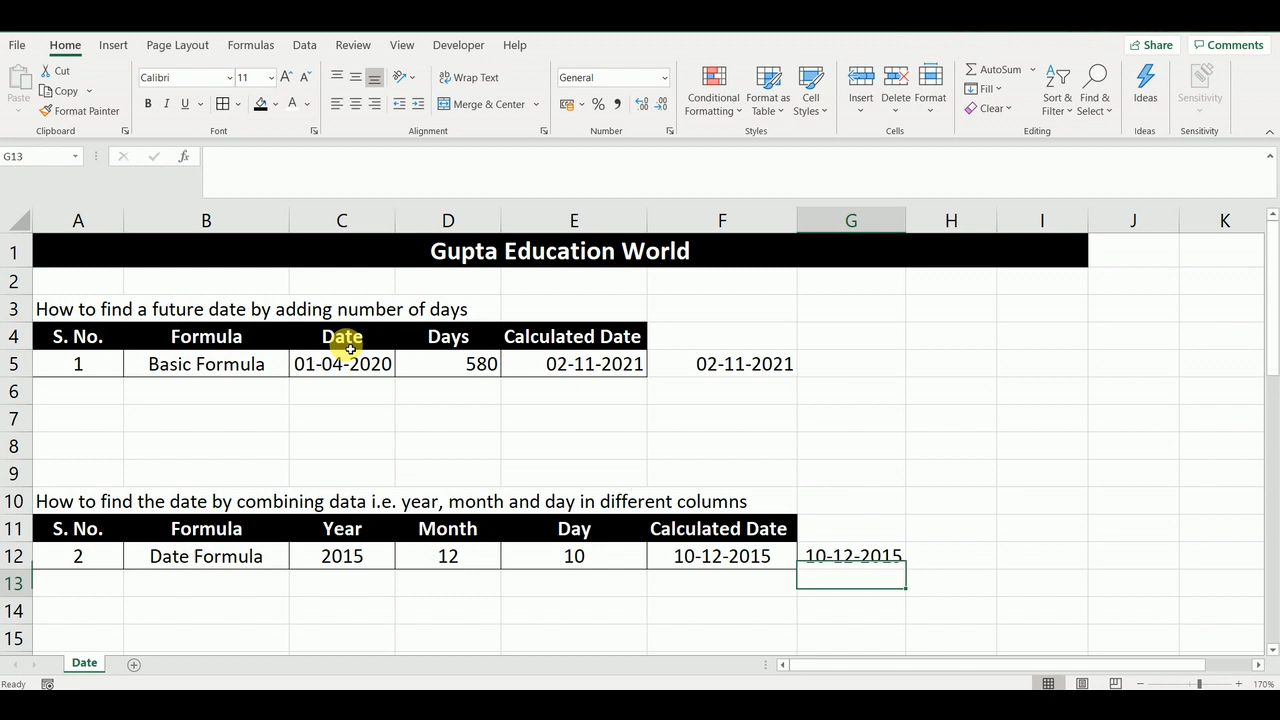 File Home Insert Page Layout Formulas Data Review View Developer Help Share Comments
Cut
Copy
Format Painter
Paste
Clipboard
Calibri 11
B I U
Font
Wrap Text
Merge & Center
Alignment
General
Number
Conditional Formatting
Format as Table
Cell Styles
Styles
Insert Delete Format
Cells
AutoSum
Fill
Clear
Sort & Filter
Find & Select
Editing
Ideas
Ideas
Sensitivity
Sensitivity
G13 fx
A B C D E F G H I J K
1 Gupta Education World
2
3 How to find a future date by adding number of days
4 S. No. Formula Date Days Calculated Date
5 1 Basic Formula 01-04-2020 580 02-11-2021 02-11-2021
6
7
8
9
10 How to find the date by combining data i.e. year, month and day in different columns
11 S. No. Formula Year Month Day Calculated Date
12 2 Date Formula 2015 12 10 10-12-2015 10-12-2015
13
14
15
Date
Ready 170%